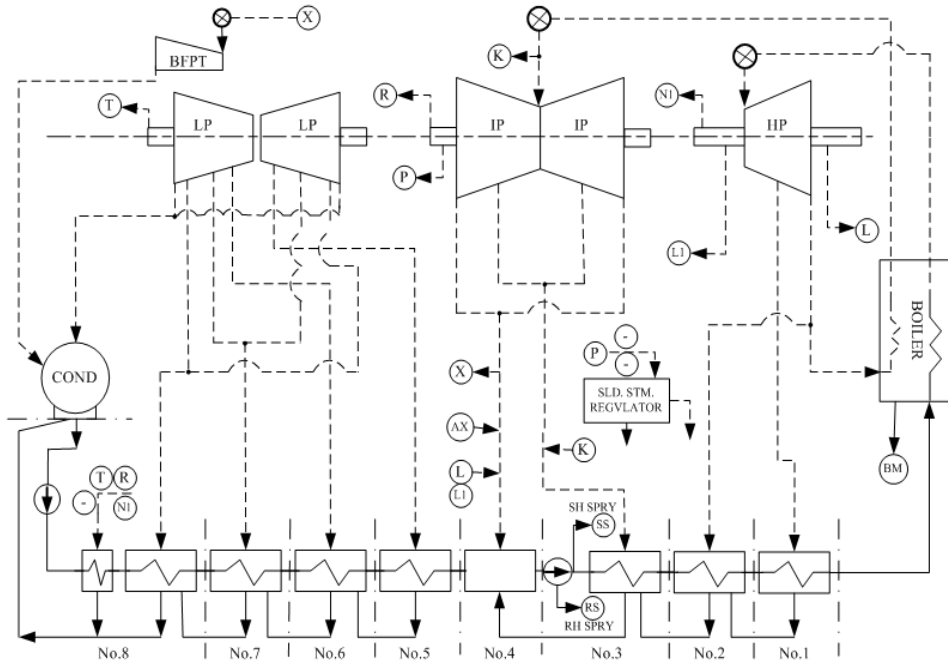 X
BFPT
K
T
LP
LP
R
IP
IP
N1
HP
P
L1
L
BOILER
COND
X
P
-
-
SLD. STM.
REGVLATOR
AX
K
L
L1
BM
T
R
-
N1
SH SPRY
SS
RS
RH SPRY
No.8
No.7
No.6
No.5
No.4
No.3
No.2
No.1